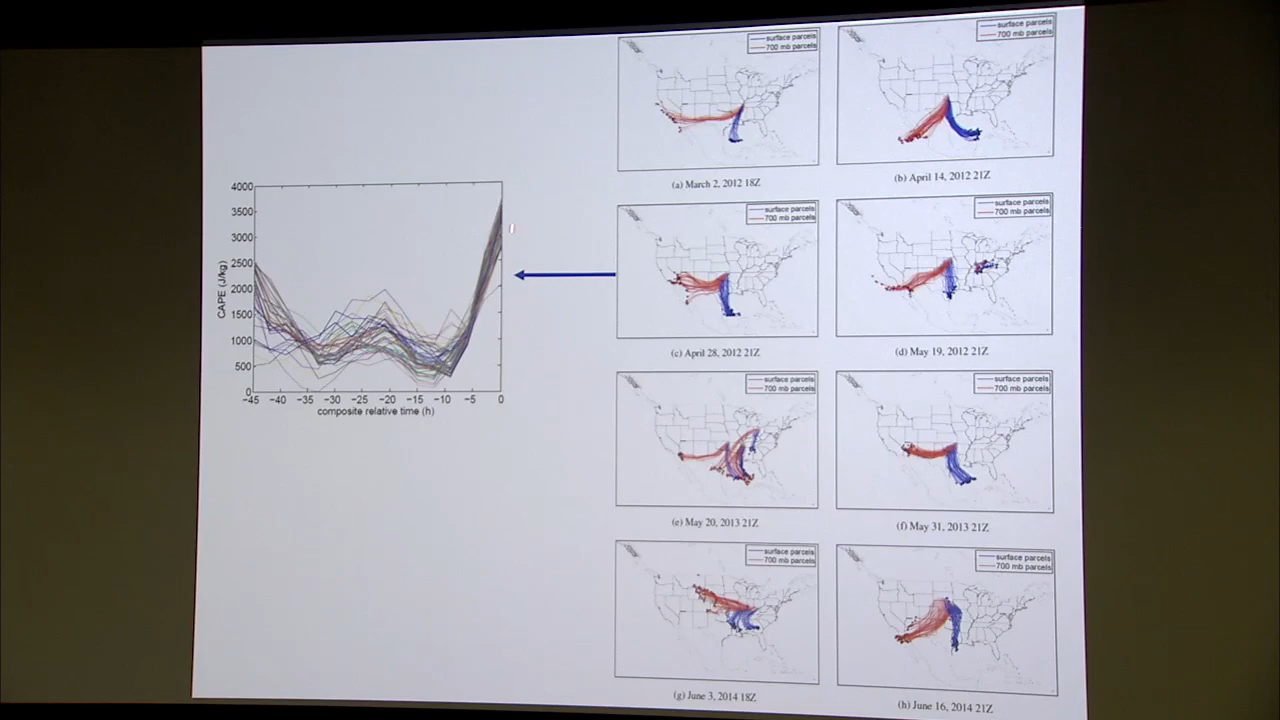 4000
3500
3000
2500
2000
1500
1000
500
0
CAPE (J/kg)
−45 −40 −35 −30 −25 −20 −15 −10 −5 0
composite relative time (h)
surface parcels
700 mb parcels
(a) March 2, 2012 18Z
surface parcels
700 mb parcels
(b) April 14, 2012 21Z
surface parcels
700 mb parcels
(c) April 28, 2012 21Z
surface parcels
700 mb parcels
(d) May 19, 2012 21Z
surface parcels
700 mb parcels
(e) May 20, 2013 21Z
surface parcels
700 mb parcels
(f) May 31, 2013 21Z
surface parcels
700 mb parcels
(g) June 3, 2014 18Z
surface parcels
700 mb parcels
(h) June 16, 2014 21Z